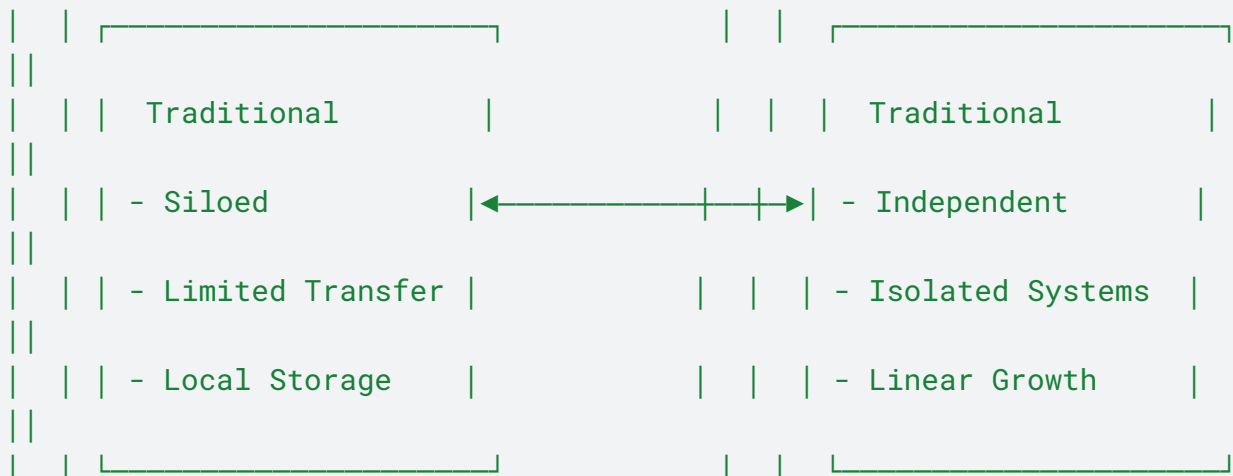 │  │ ┌──────────────────────┐             │  │  ┌──────────────────────┐
││
│  │ │  Traditional        │             │  │  │  Traditional        │
││
│  │ │ - Siloed           │◄────────────┼──┼─►│ - Independent       │
││
│  │ │ - Limited Transfer │             │  │  │ - Isolated Systems  │
││
│  │ │ - Local Storage    │             │  │  │ - Linear Growth     │
││
│  │ └──────────────────────┘             │  │  └──────────────────────┘